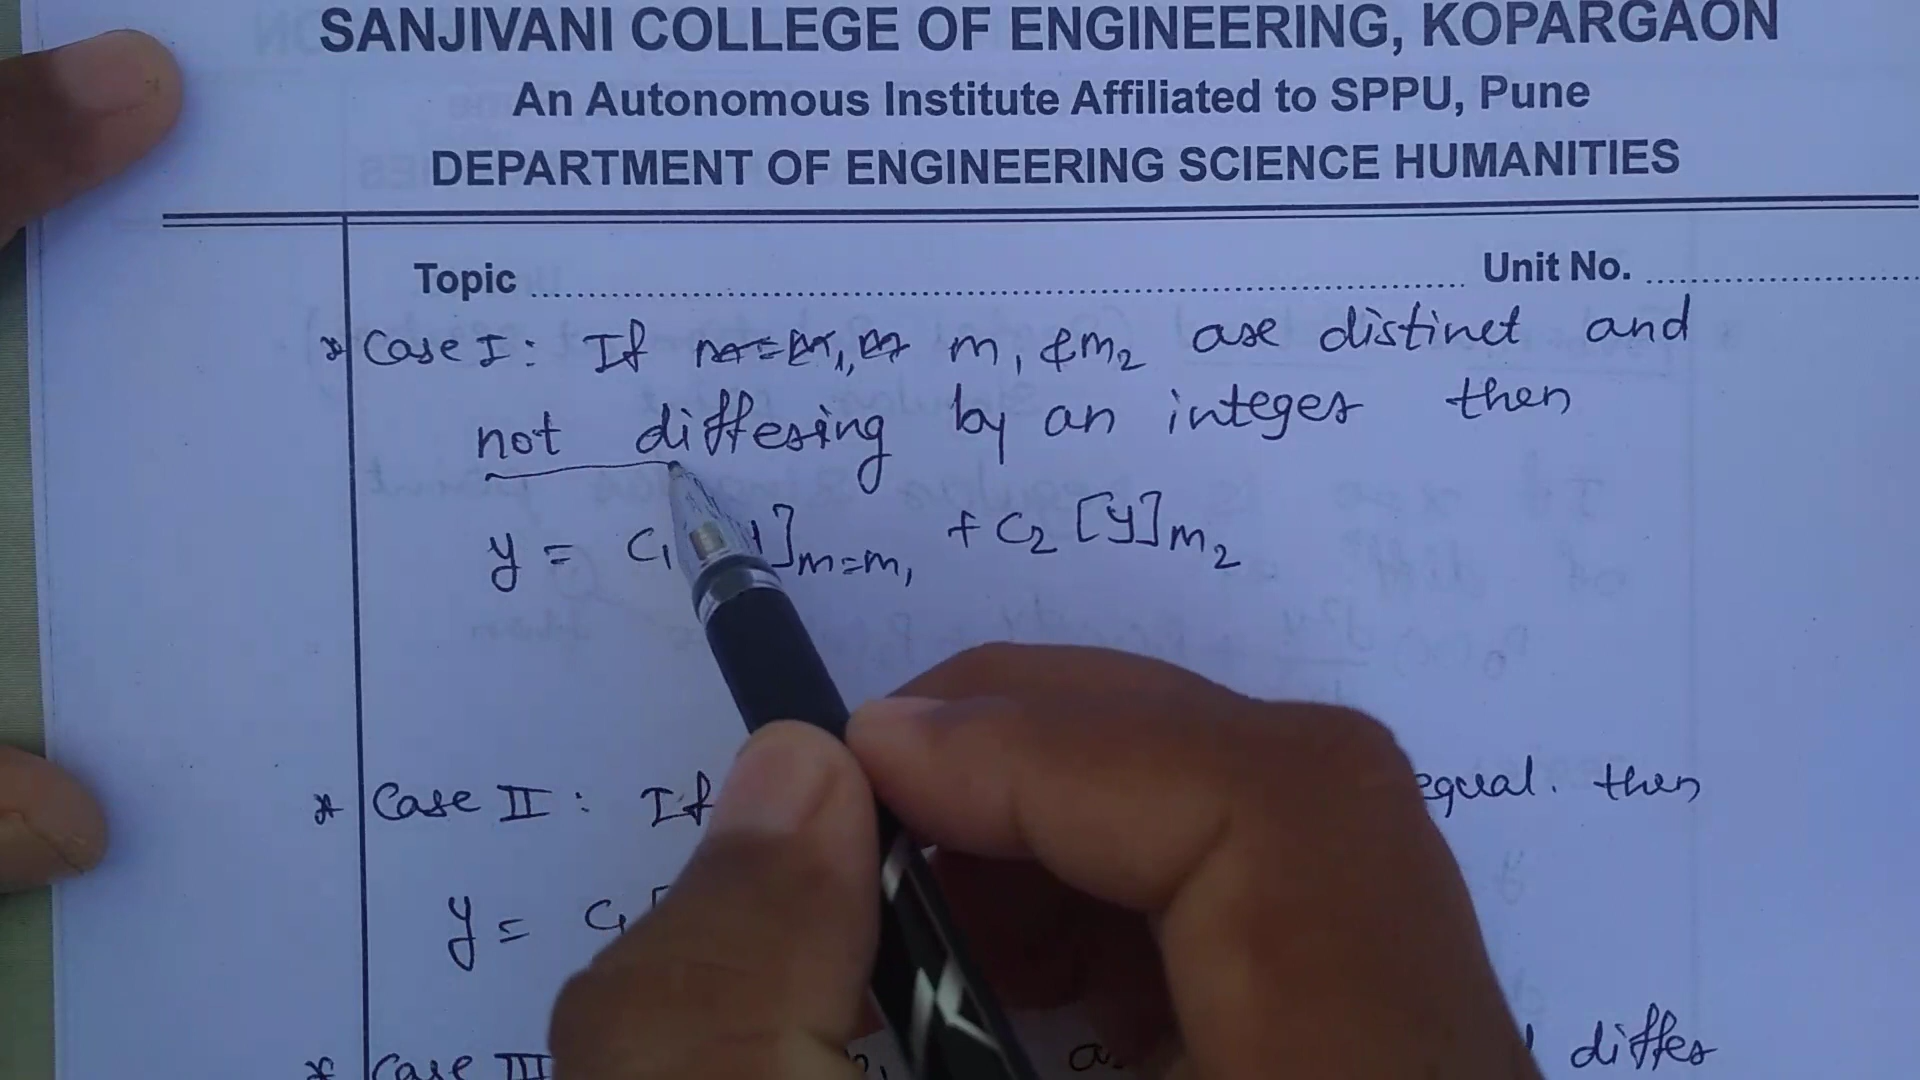 SANJIVANI COLLEGE OF ENGINEERING, KOPARGAON
An Autonomous Institute Affiliated to SPPU, Pune
DEPARTMENT OF ENGINEERING SCIENCE HUMANITIES
Topic ........ Unit No. ........
* Case I : If m₁ & m₂ are distinct and
not differing by an integer then
y = C₁ ]m=m₁ + C₂ [y]m₂
* Case II : If equal. then
y = C₁ [
* Case III differ